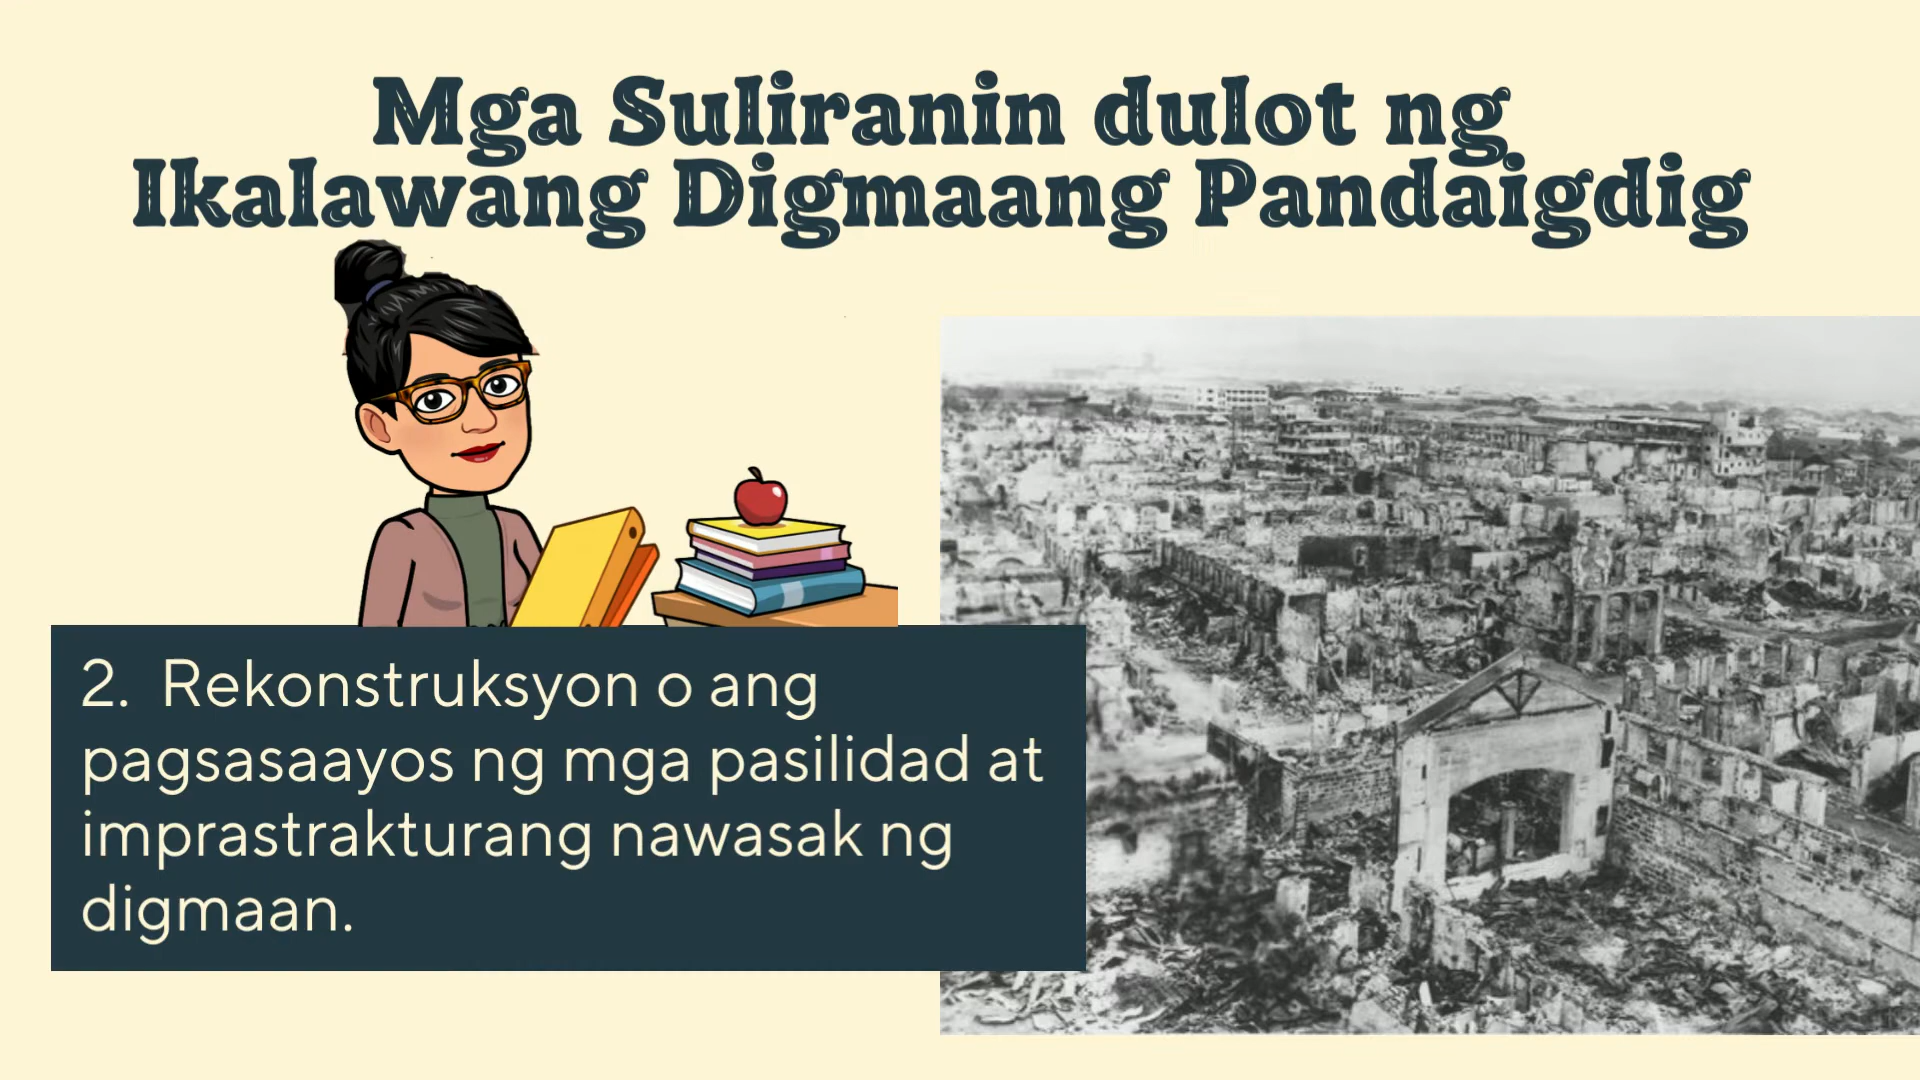 Mga Suliranin dulot ng
Ikalawang Digmaang Pandaigdig
2.  Rekonstruksyon o ang
pagsasaayos ng mga pasilidad at
imprastrakturang nawasak ng
digmaan.